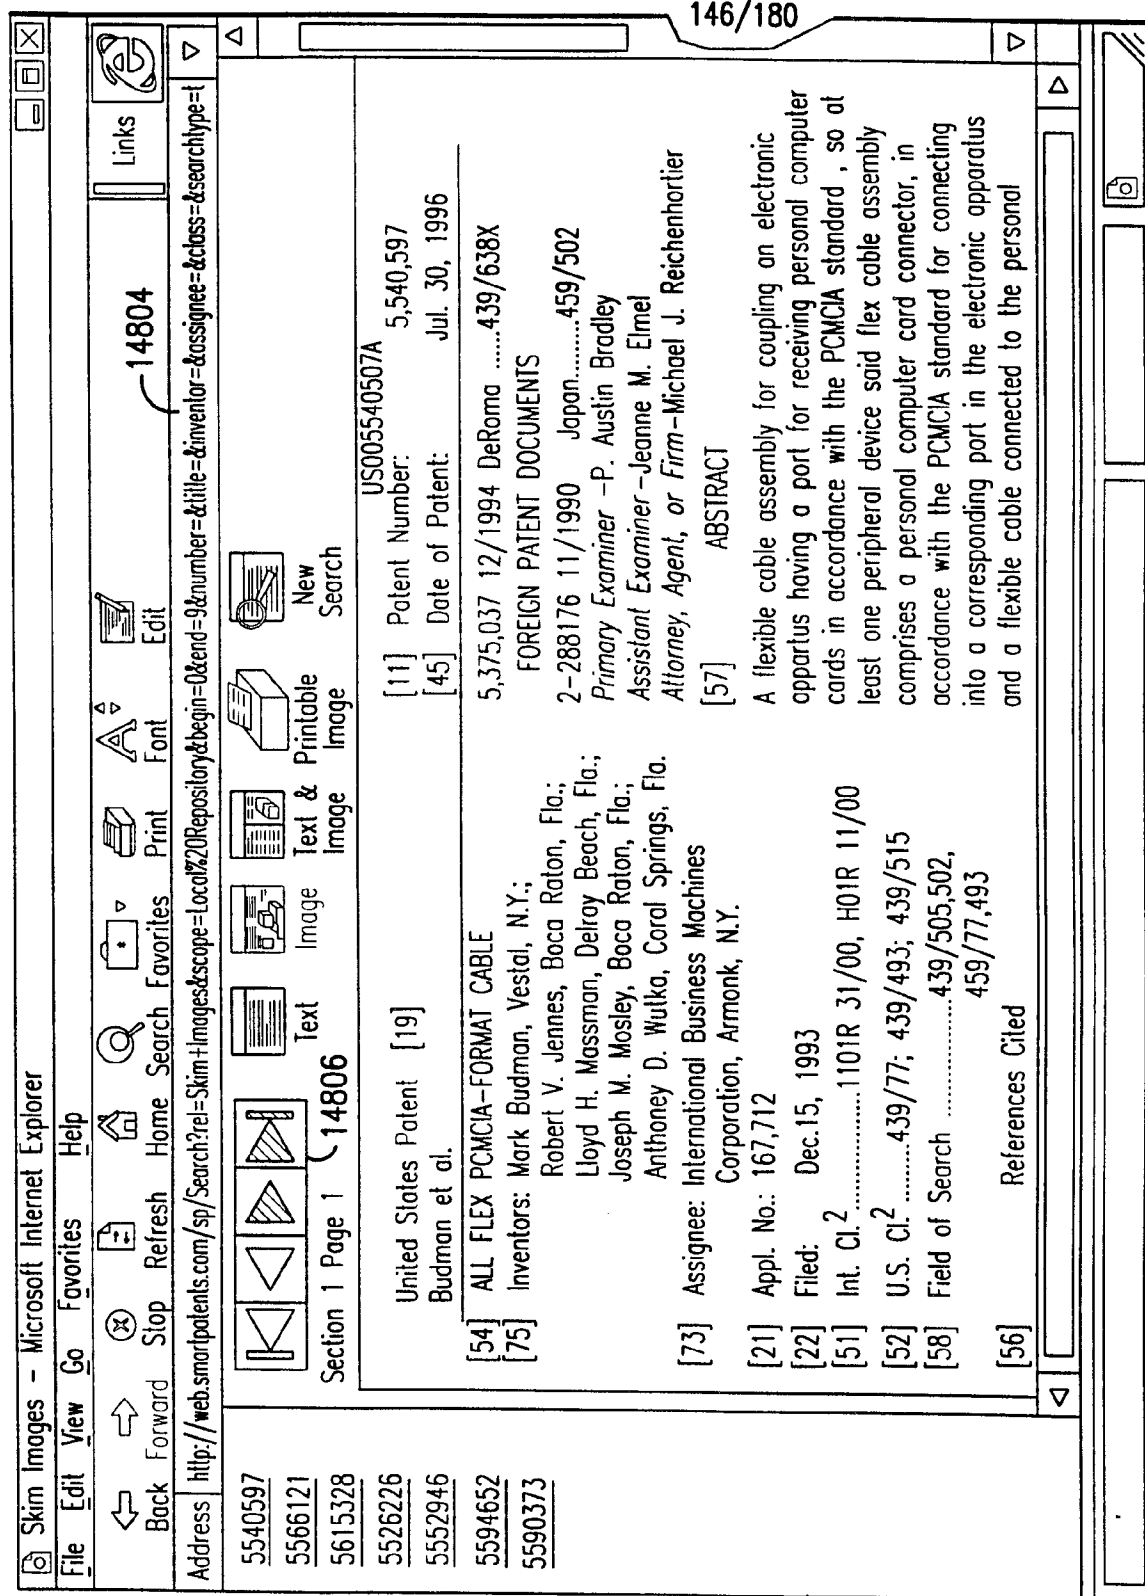 146/180
Skim Images – Microsoft Internet Explorer
File Edit View Go Favorites Help
Back Forward Stop Refresh Home Search Favorites Print Font Edit
Links
14804
Address http://web.smartpatents.com/sp/Search?rel=Skim+Images&scope=Local%20Repository&begin=0&end=9&number=&title=&inventor=&assignee=&class=&searchtype=t
5540597
5566121
5615328
5526226
5552946
5594652
5590373
Section 1 Page 1
14806
Text
Image
Text & Image
Printable Image
New Search
United States Patent [19]
Budman et al.
US005540507A
[11] Patent Number: 5,540,597
[45] Date of Patent: Jul. 30, 1996
[54] ALL FLEX PCMCIA-FORMAT CABLE
[75] Inventors: Mark Budman, Vestal, N.Y.;
Robert V. Jennes, Boca Raton, Fla.;
Lloyd H. Massman, Delray Beach, Fla.;
Joseph M. Mosley, Boca Raton, Fla.;
Anthoney D. Wutka, Coral Springs, Fla.
[73] Assignee: International Business Machines
Corporation, Armonk, N.Y.
[21] Appl. No.: 167,712
[22] Filed: Dec.15, 1993
[51] Int. Cl.2 .................. 1101R 31/00, H01R 11/00
[52] U.S. Cl.2 .........439/77; 439/493; 439/515
[58] Field of Search .................439/505,502,
459/77,493
[56] References Cited
5,375,037 12/1994 DeRoma ......439/638X
FOREIGN PATENT DOCUMENTS
2-288176 11/1990 Japan.........459/502
Primary Examiner –P. Austin Bradley
Assistant Examiner –Jeanne M. Elmel
Attorney, Agent, or Firm–Michael J. Reichenhortier
[57] ABSTRACT
A flexible cable assembly for coupling an electronic
appartus having a port for receiving personal computer
cards in accordance with the PCMCIA standard , so at
least one peripheral device said flex cable assembly
comprises a personal computer card connector, in
accordance with the PCMCIA standard for connecting
into a corresponding port in the electronic apparatus
and a flexible cable connected to the personal